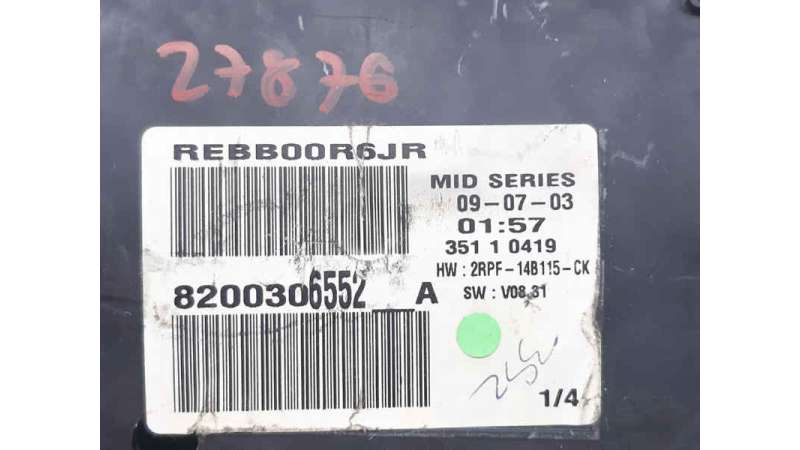 27876
REBB00R6JR
MID SERIES
09-07-03
01:57
351 1 0419
HW : 2RPF-14B115-CK
SW : V08.31
8200306552__A
1/4